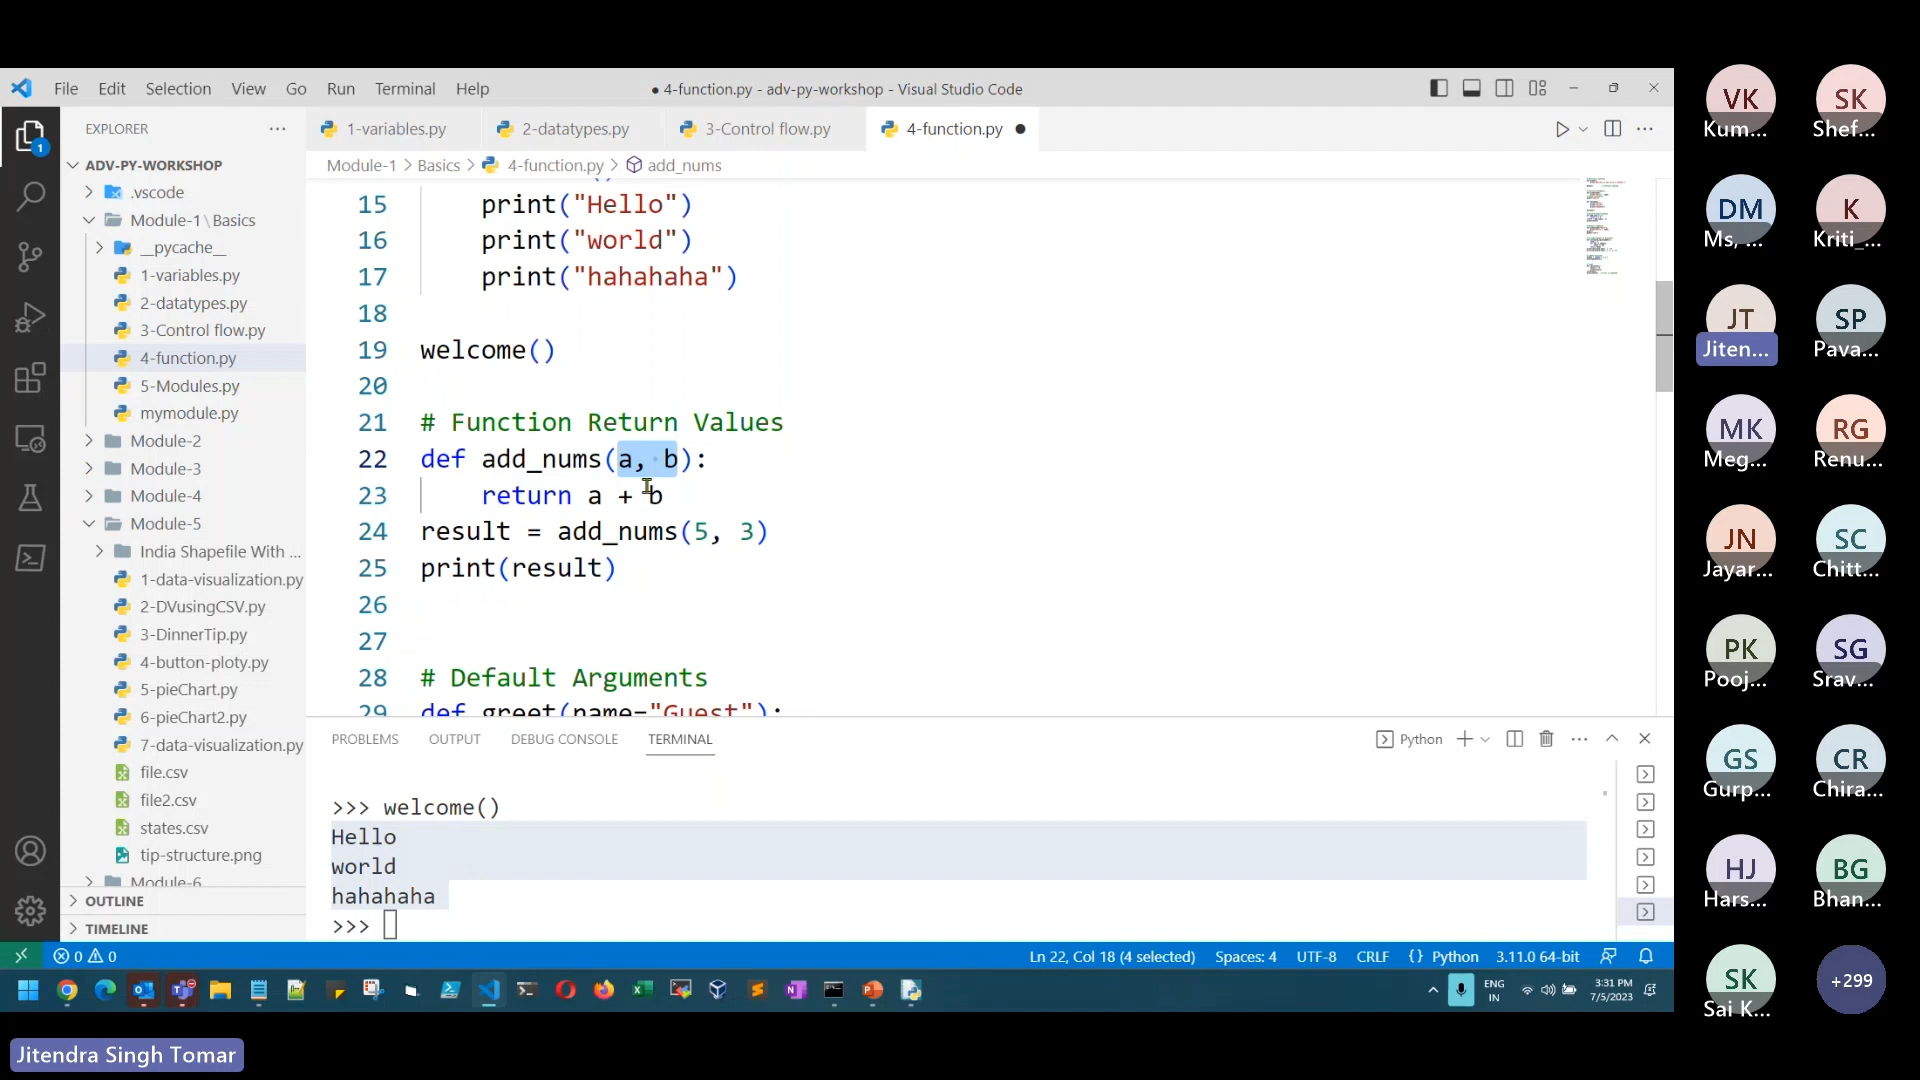 File Edit Selection View Go Run Terminal Help
● 4-function.py - adv-py-workshop - Visual Studio Code
EXPLORER
1
ADV-PY-WORKSHOP
.vscode
Module-1\Basics
__pycache__
1-variables.py
2-datatypes.py
3-Control flow.py
4-function.py
5-Modules.py
mymodule.py
Module-2
Module-3
Module-4
Module-5
India Shapefile With ...
1-data-visualization.py
2-DVusingCSV.py
3-DinnerTip.py
4-button-ploty.py
5-pieChart.py
6-pieChart2.py
7-data-visualization.py
file.csv
file2.csv
states.csv
tip-structure.png
Module-6
OUTLINE
TIMELINE
1-variables.py 2-datatypes.py 3-Control flow.py 4-function.py
Module-1 > Basics > 4-function.py > add_nums
15 print("Hello")
16 print("world")
17 print("hahahaha")
18
19 welcome()
20
21 # Function Return Values
22 def add_nums(a, b):
23 return a + b
24 result = add_nums(5, 3)
25 print(result)
26
27
28 # Default Arguments
29 def greet(name="Guest"):
PROBLEMS OUTPUT DEBUG CONSOLE TERMINAL
Python
>>> welcome()
Hello
world
hahahaha
>>>
0 0 Ln 22, Col 18 (4 selected) Spaces: 4 UTF-8 CRLF {} Python 3.11.0 64-bit
ENG
IN
3:31 PM
7/5/2023
VK SK
Kum... Shef...
DM K
Ms, ... Kriti_...
JT SP
Jiten... Pava...
MK RG
Meg... Renu...
JN SC
Jayar... Chitt...
PK SG
Pooj... Srav...
GS CR
Gurp... Chira...
HJ BG
Hars... Bhan...
SK +299
Sai K...
Jitendra Singh Tomar